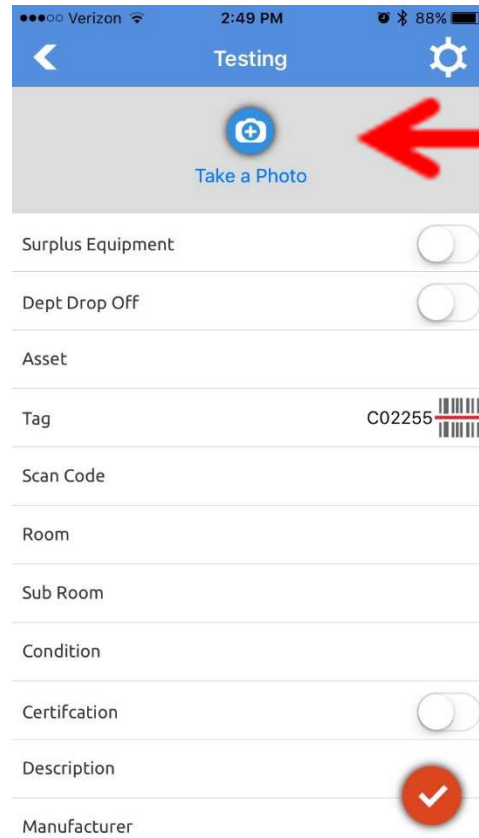 Verizon 2:49 PM 88%
Testing
Take a Photo
Surplus Equipment
Dept Drop Off
Asset
Tag C02255
Scan Code
Room
Sub Room
Condition
Certifcation
Description
Manufacturer